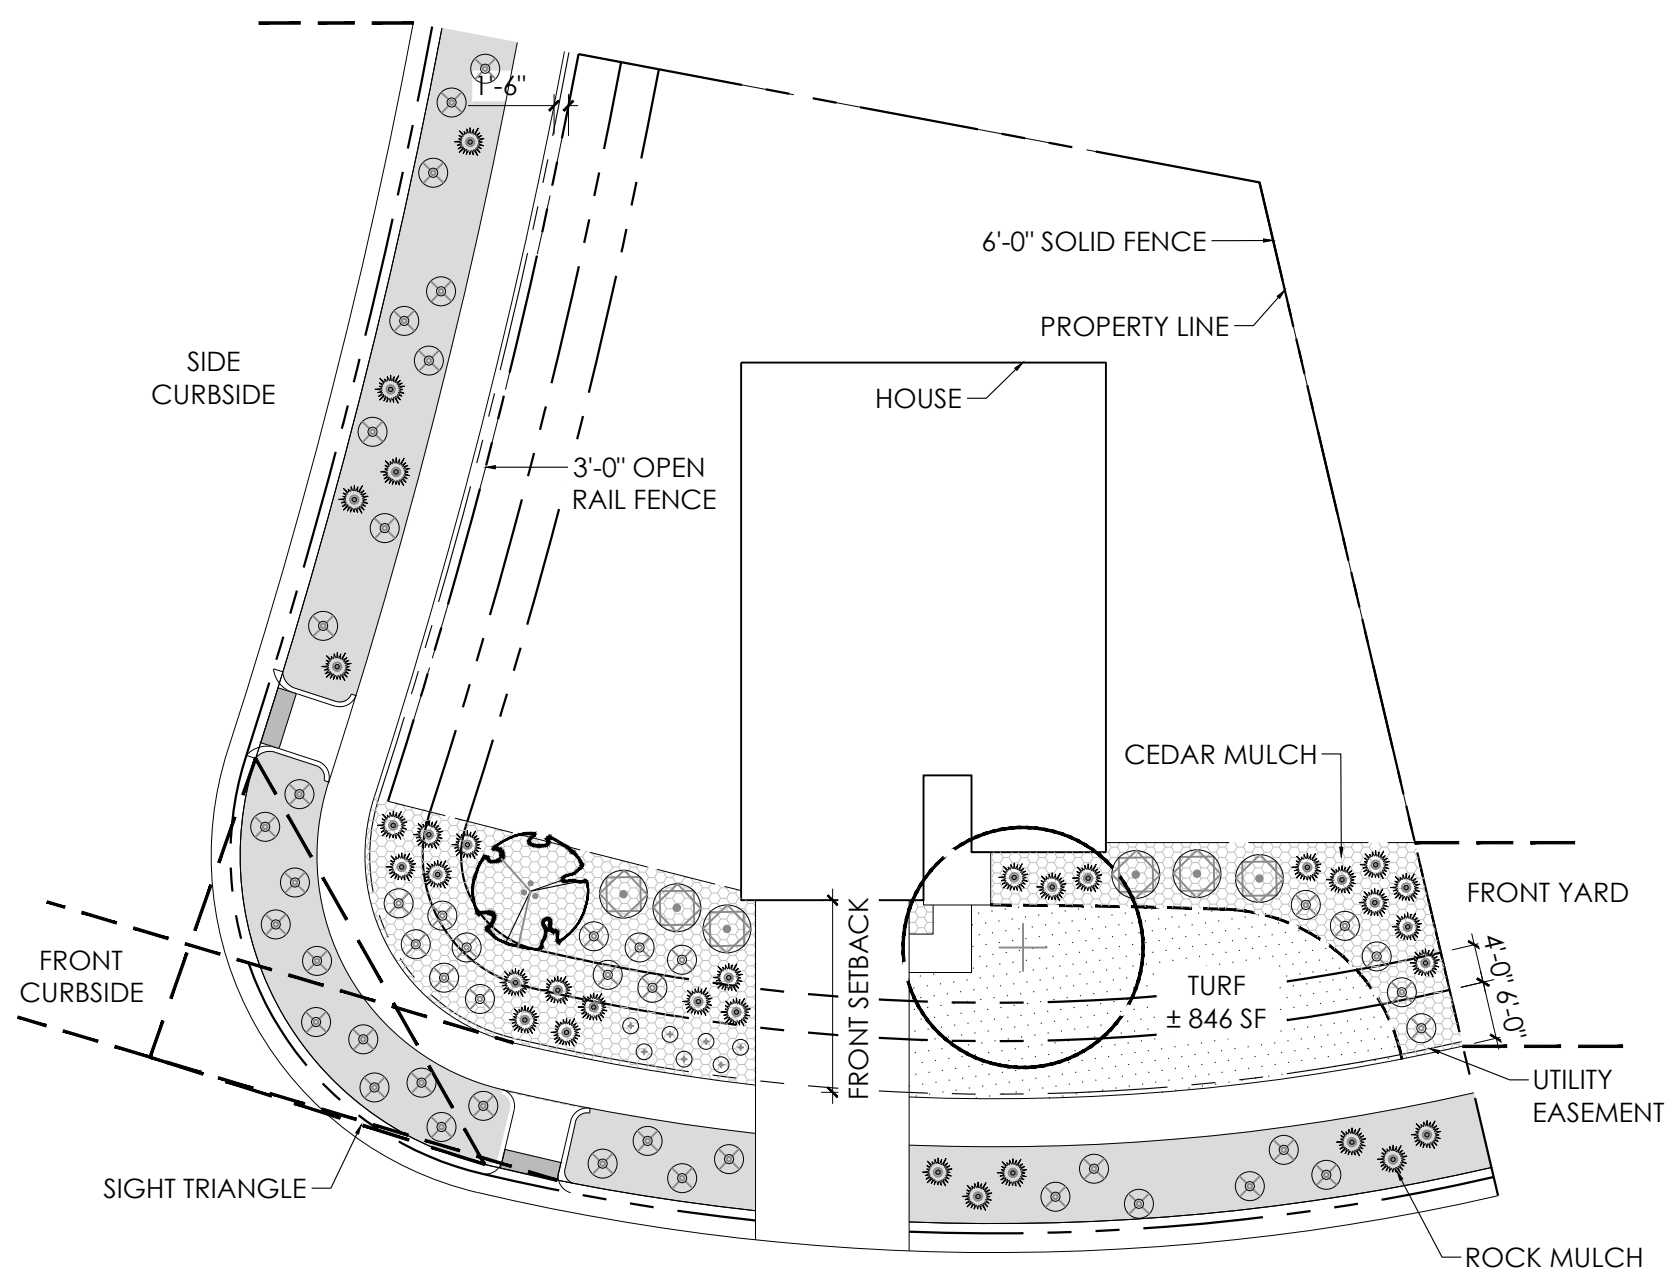 1'-6"
6'-0" SOLID FENCE
PROPERTY LINE
SIDE
CURBSIDE
HOUSE
3'-0" OPEN
RAIL FENCE
CEDAR MULCH
FRONT YARD
FRONT
CURBSIDE
FRONT SETBACK
TURF
± 846 SF
4'-0"
6'-0"
UTILITY
EASEMENT
SIGHT TRIANGLE
ROCK MULCH